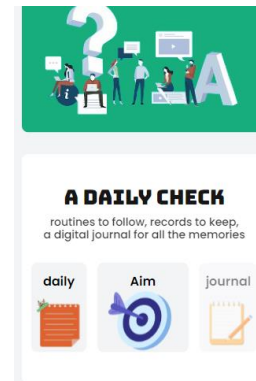 ?
i
A
A DAILY CHECK
routines to follow, records to keep,
a digital journal for all the memories
daily Aim journal